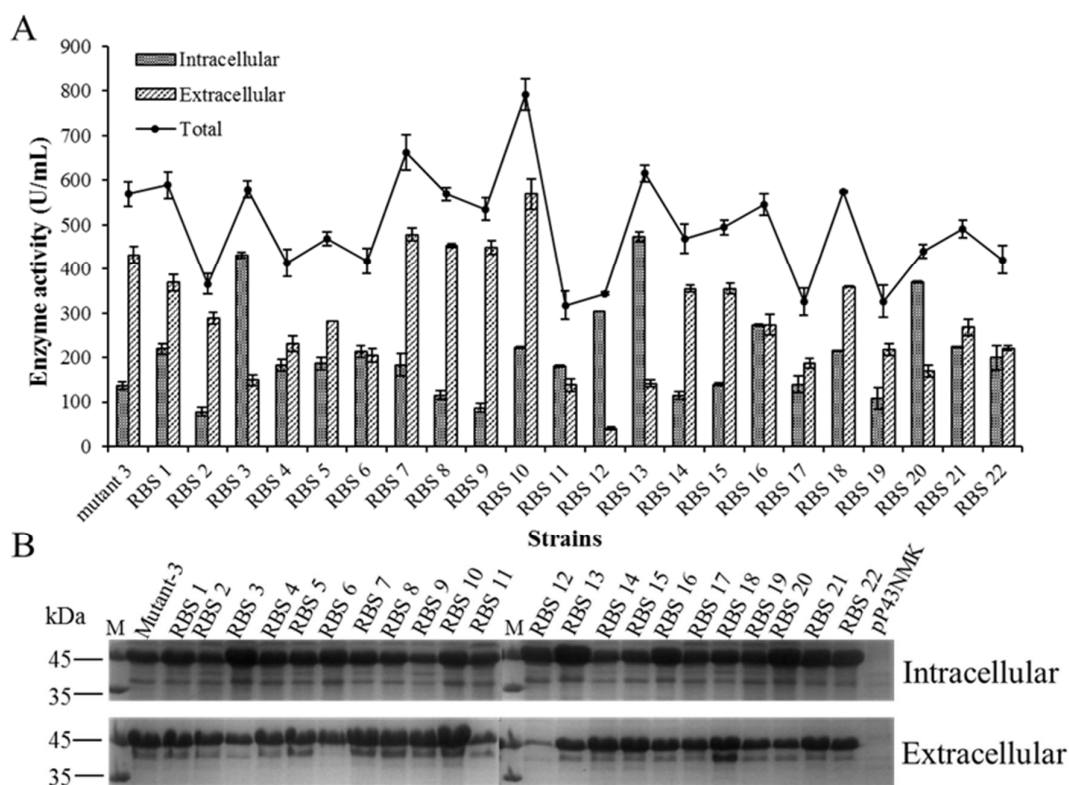 A
900
800
700
600
500
400
300
200
100
0
Enzyme activity (U/mL)
Intracellular
Extracellular
Total
mutant 3
RBS 1
RBS 2
RBS 3
RBS 4
RBS 5
RBS 6
RBS 7
RBS 8
RBS 9
RBS 10
RBS 11
RBS 12
RBS 13
RBS 14
RBS 15
RBS 16
RBS 17
RBS 18
RBS 19
RBS 20
RBS 21
RBS 22
Strains
B
kDa
M
Mutant-3
RBS 1
RBS 2
RBS 3
RBS 4
RBS 5
RBS 6
RBS 7
RBS 8
RBS 9
RBS 10
RBS 11
M
RBS 12
RBS 13
RBS 14
RBS 15
RBS 16
RBS 17
RBS 18
RBS 19
RBS 20
RBS 21
RBS 22
pP43NMK
45
35
Intracellular
45
35
Extracellular